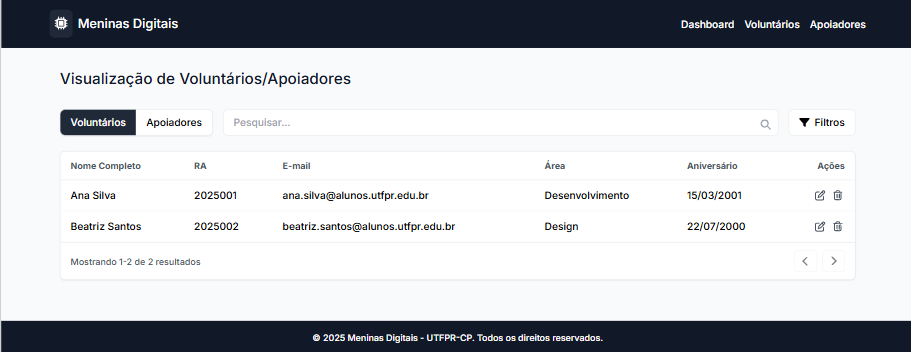 Meninas Digitais
Dashboard Voluntários Apoiadores
Visualização de Voluntários/Apoiadores
Voluntários Apoiadores Pesquisar... Filtros
Nome Completo RA E-mail Área Aniversário Ações
Ana Silva 2025001 ana.silva@alunos.utfpr.edu.br Desenvolvimento 15/03/2001
Beatriz Santos 2025002 beatriz.santos@alunos.utfpr.edu.br Design 22/07/2000
Mostrando 1-2 de 2 resultados
© 2025 Meninas Digitais - UTFPR-CP. Todos os direitos reservados.